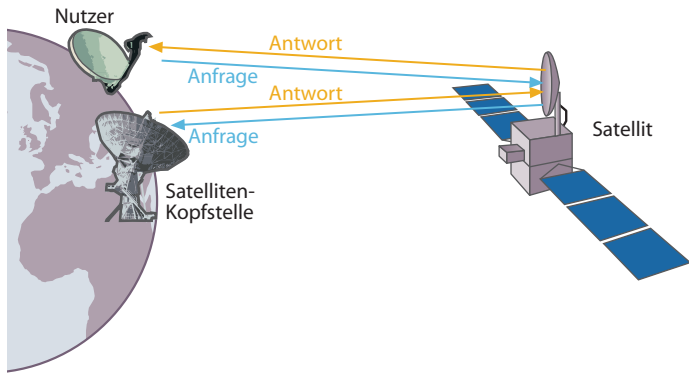 Nutzer
Antwort
Anfrage
Antwort
Anfrage
Satellit
Satelliten-
Kopfstelle